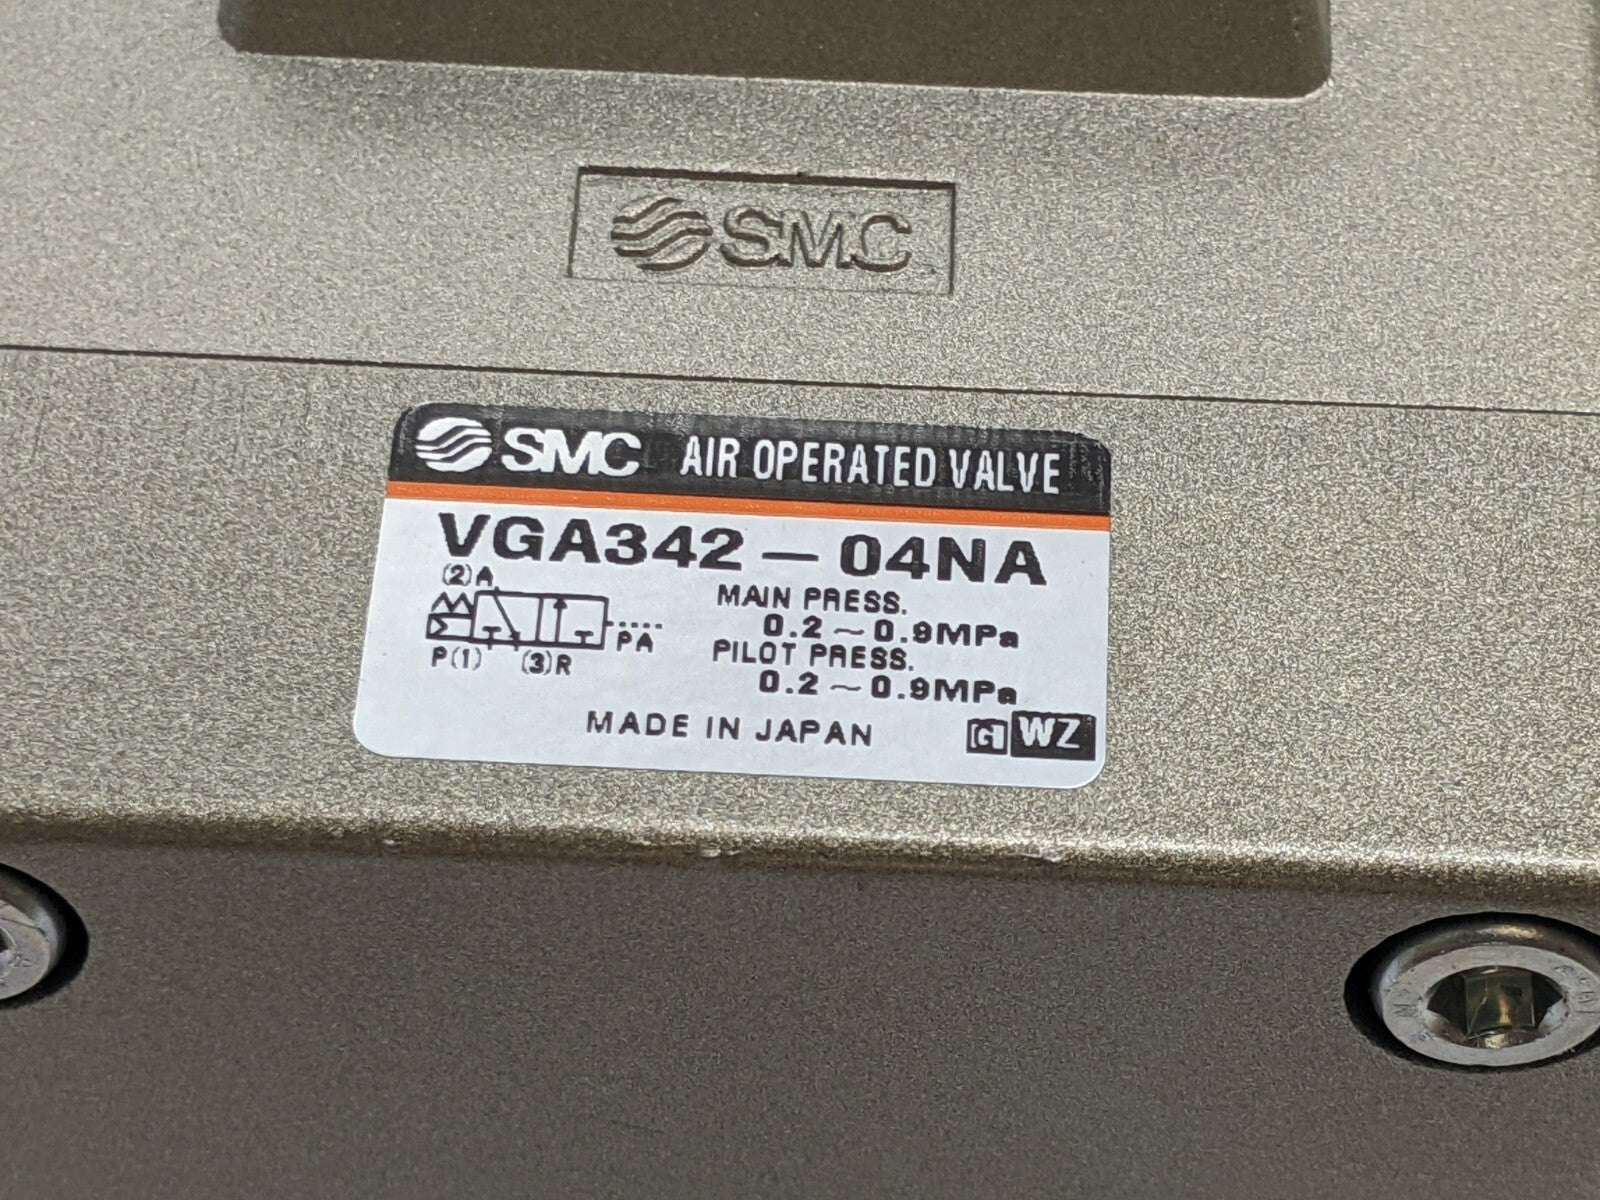 SMC
SMC AIR OPERATED VALVE
VGA342-04NA
(2)A
P(1) (3)R PA
MAIN PRESS.
0.2~0.9MPa
PILOT PRESS.
0.2~0.9MPa
MADE IN JAPAN
G WZ